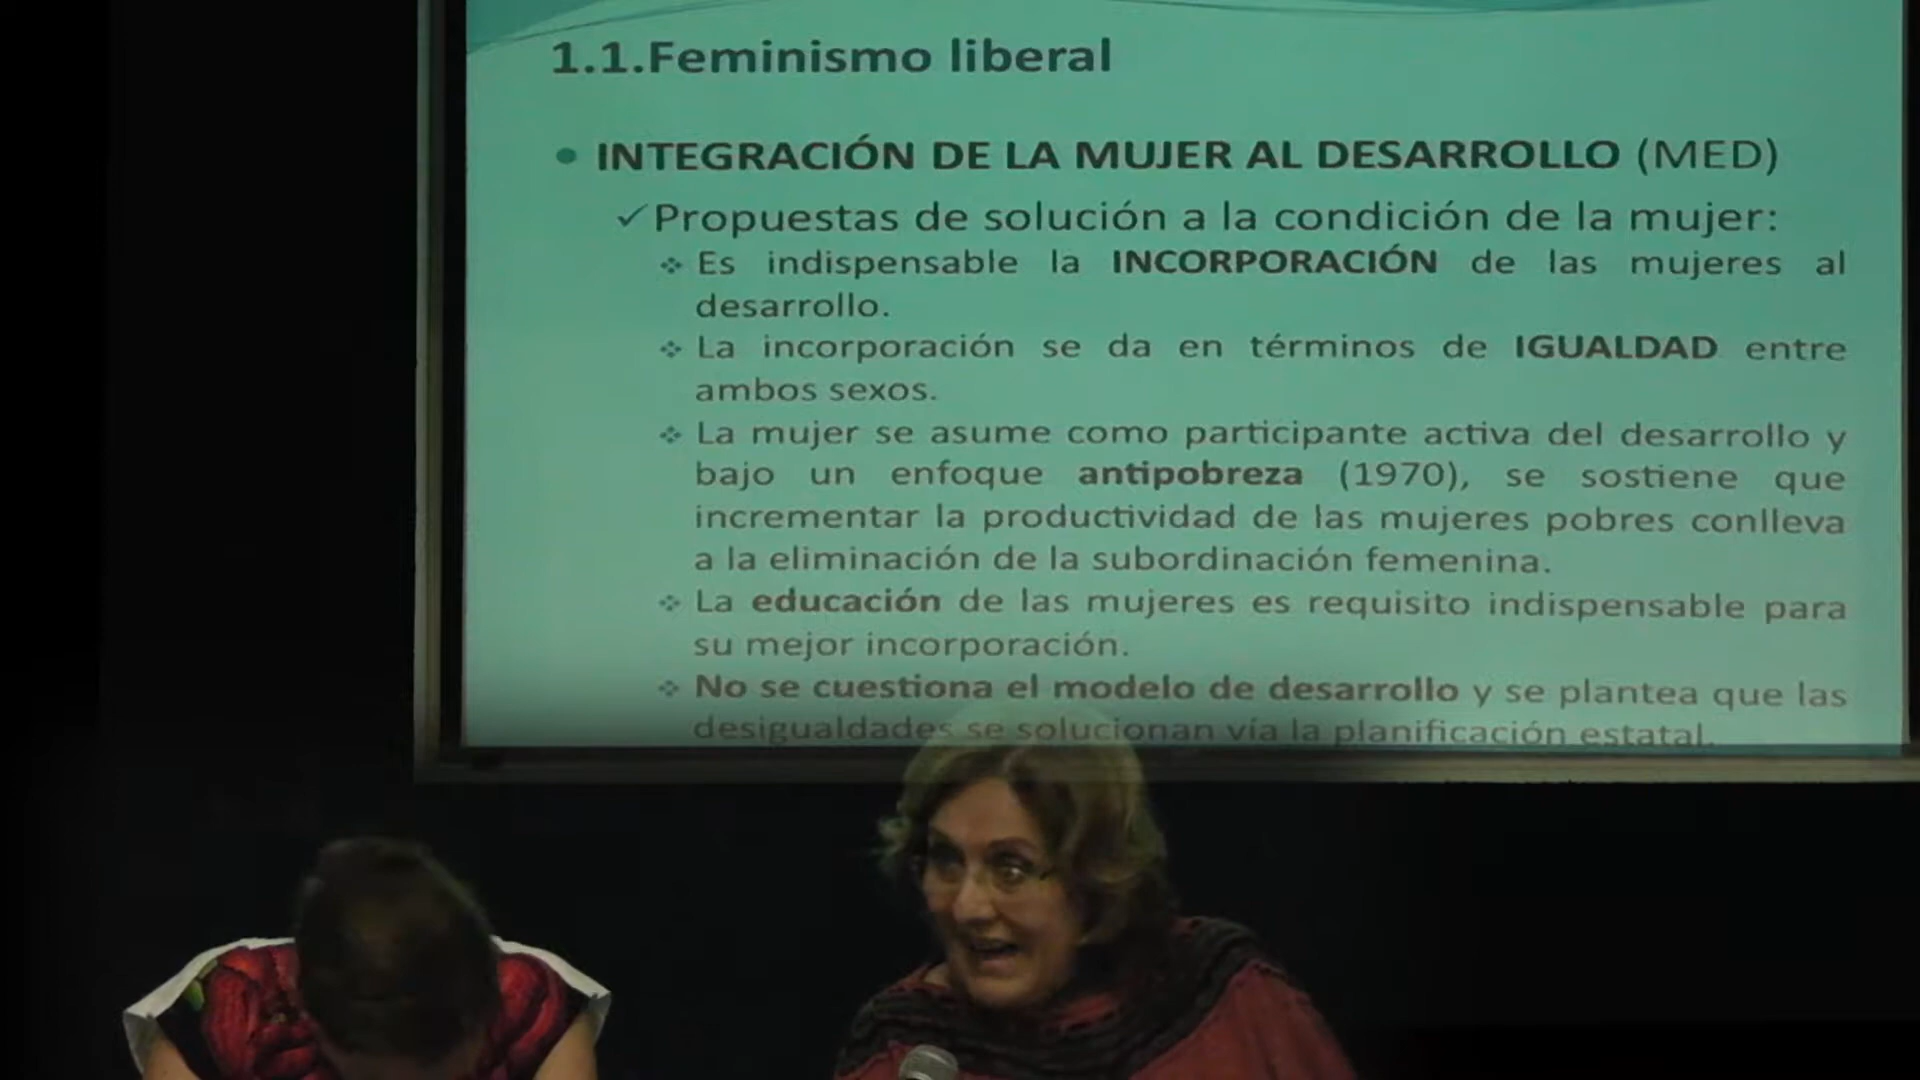 1.1.Feminismo liberal
• INTEGRACIÓN DE LA MUJER AL DESARROLLO (MED)
✓Propuestas de solución a la condición de la mujer:
❖ Es indispensable la INCORPORACIÓN de las mujeres al
desarrollo.
❖ La incorporación se da en términos de IGUALDAD entre
ambos sexos.
❖ La mujer se asume como participante activa del desarrollo y
bajo un enfoque antipobreza (1970), se sostiene que
incrementar la productividad de las mujeres pobres conlleva
a la eliminación de la subordinación femenina.
❖ La educación de las mujeres es requisito indispensable para
su mejor incorporación.
❖ No se cuestiona el modelo de desarrollo y se plantea que las
desigualdades se solucionan vía la planificación estatal.